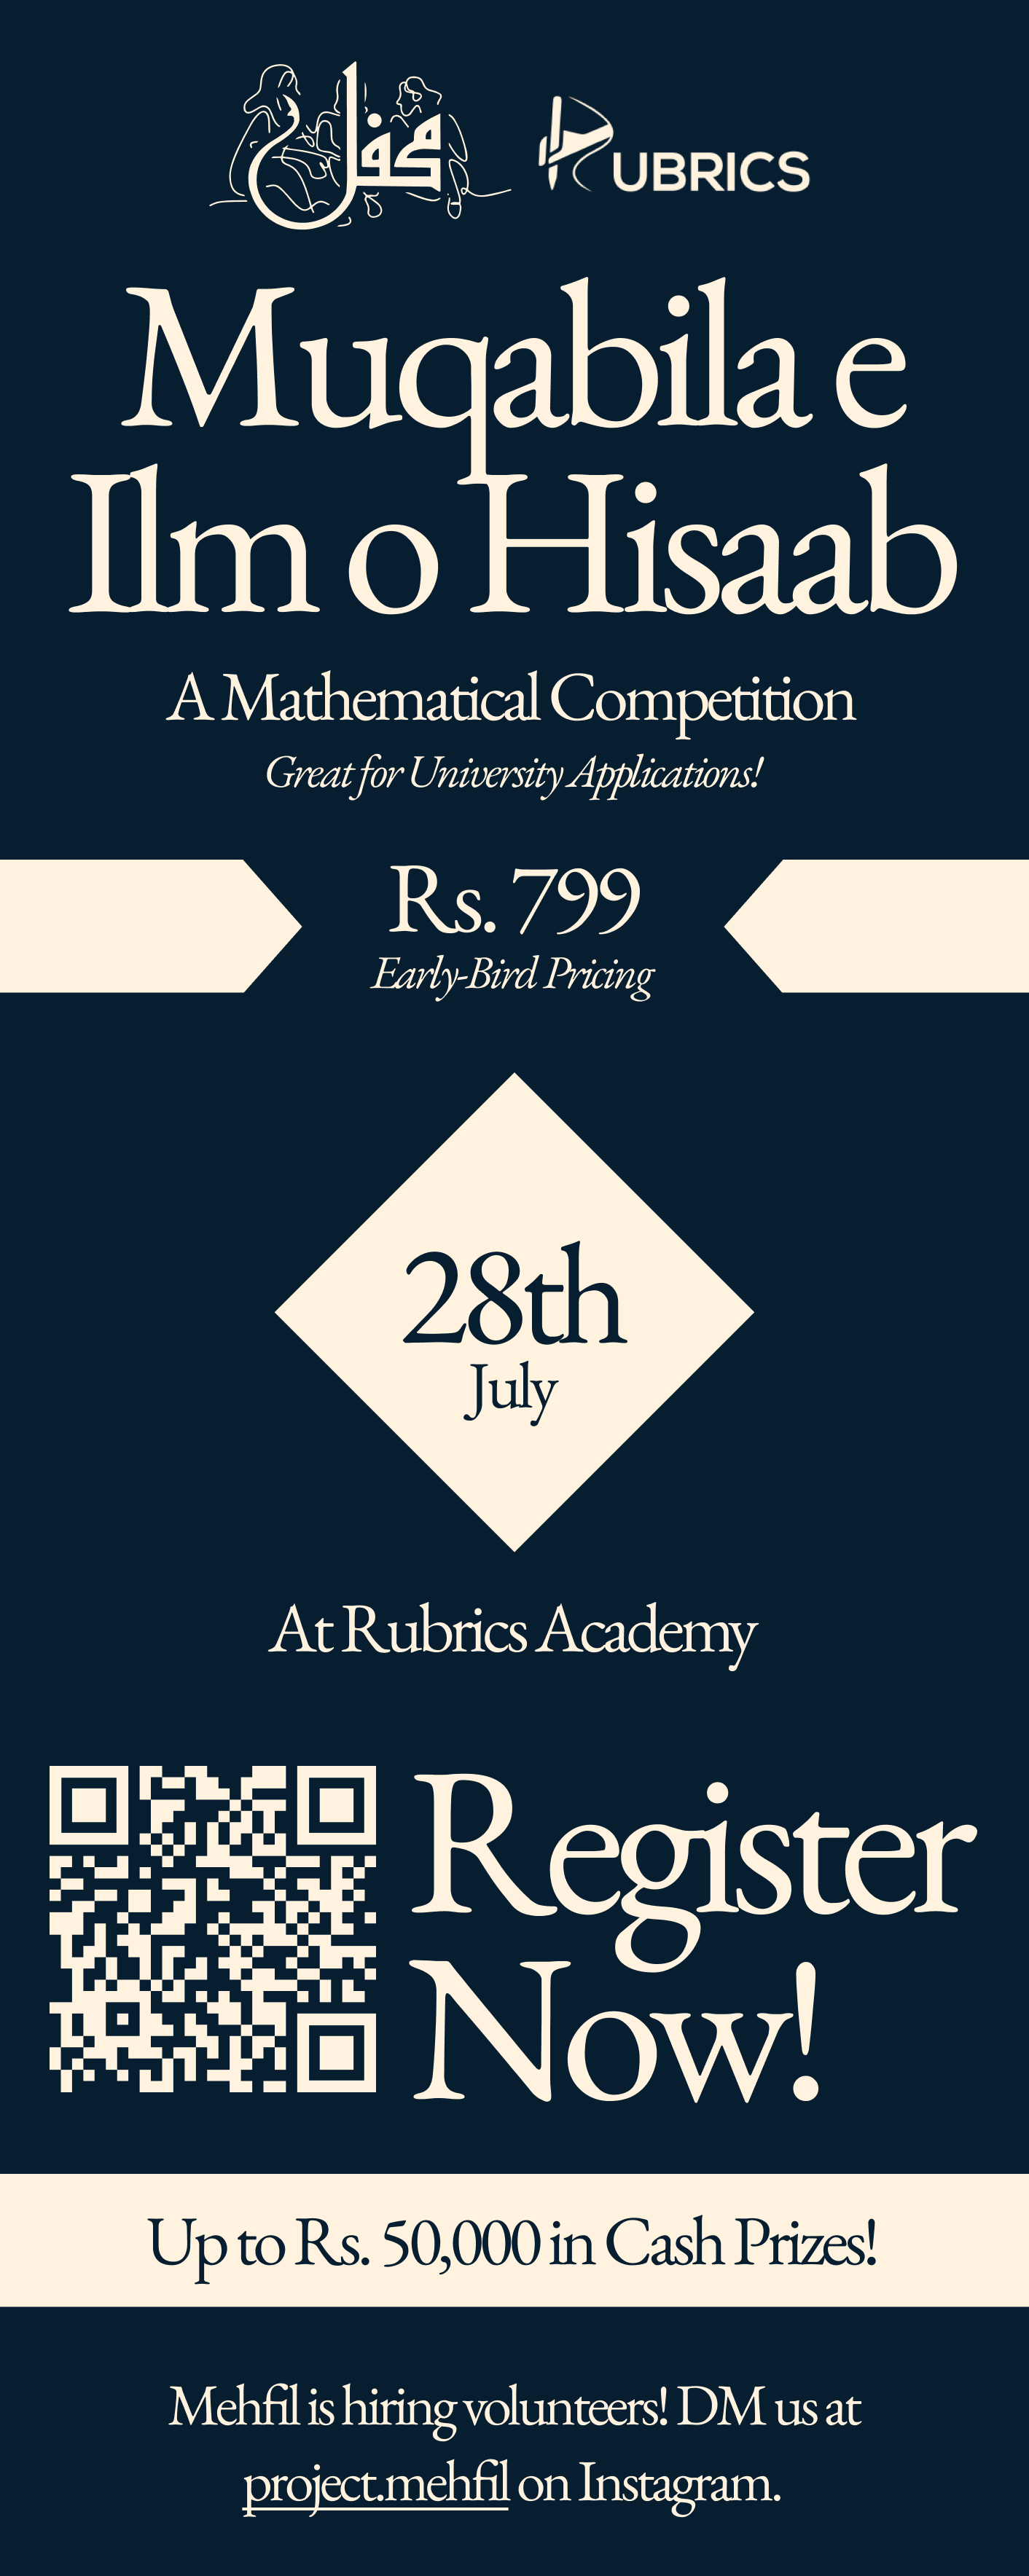 محفل
RUBRICS
Muqabila e
Ilm o Hisaab
A Mathematical Competition
Great for University Applications!
Rs. 799
Early-Bird Pricing
28th
July
At Rubrics Academy
Register
Now!
Up to Rs. 50,000 in Cash Prizes!
Mehfil is hiring volunteers! DM us at
project.mehfil on Instagram.